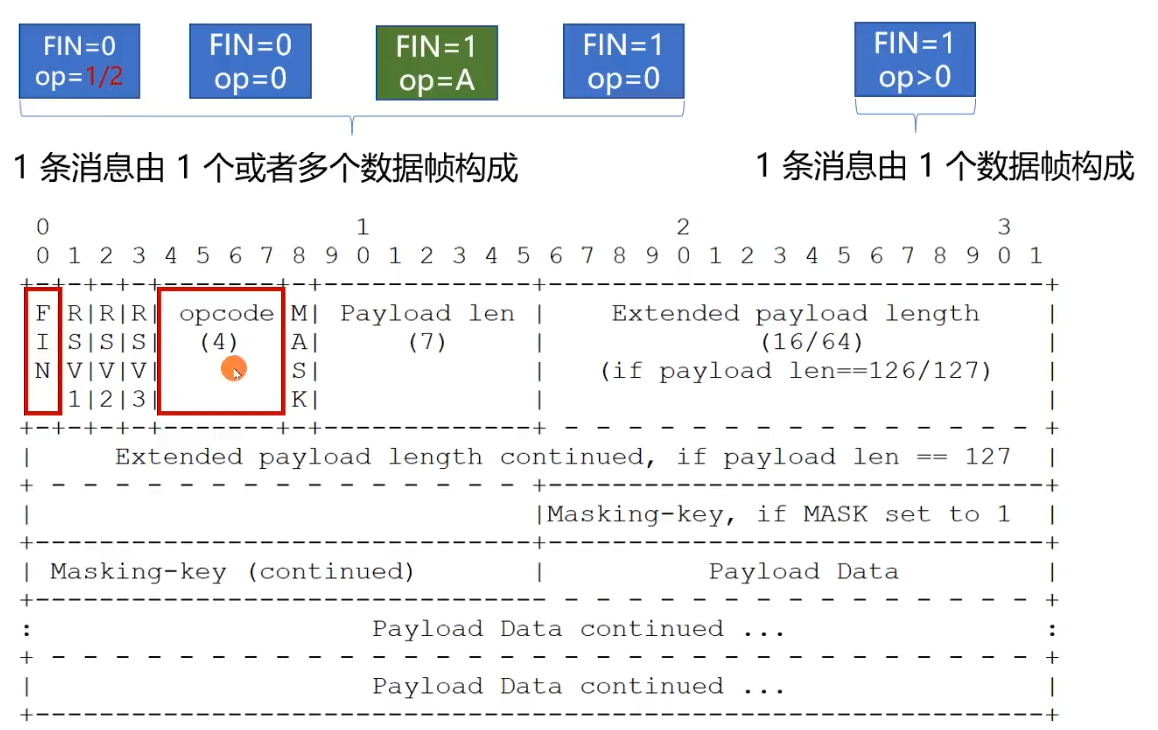 FIN=0 FIN=0 FIN=1 FIN=1 FIN=1
op=1/2 op=0 op=A op=0 op>0
1 条消息由 1 个或者多个数据帧构成 1 条消息由 1 个数据帧构成
 0                   1                   2                   3
 0 1 2 3 4 5 6 7 8 9 0 1 2 3 4 5 6 7 8 9 0 1 2 3 4 5 6 7 8 9 0 1
+-+-+-+-+-------+-+-------------+-------------------------------+
|F|R|R|R| opcode|M| Payload len |    Extended payload length    |
|I|S|S|S|  (4)  |A|     (7)     |             (16/64)           |
|N|V|V|V|       |S|             |   (if payload len==126/127)   |
| |1|2|3|       |K|             |                               |
+-+-+-+-+-------+-+-------------+ - - - - - - - - - - - - - - - +
|     Extended payload length continued, if payload len == 127  |
+ - - - - - - - - - - - - - - - +-------------------------------+
|                               |Masking-key, if MASK set to 1  |
+-------------------------------+-------------------------------+
| Masking-key (continued)       |          Payload Data         |
+-------------------------------- - - - - - - - - - - - - - - - +
:                     Payload Data continued ...                :
+ - - - - - - - - - - - - - - - - - - - - - - - - - - - - - - - +
|                     Payload Data continued ...                |
+---------------------------------------------------------------+